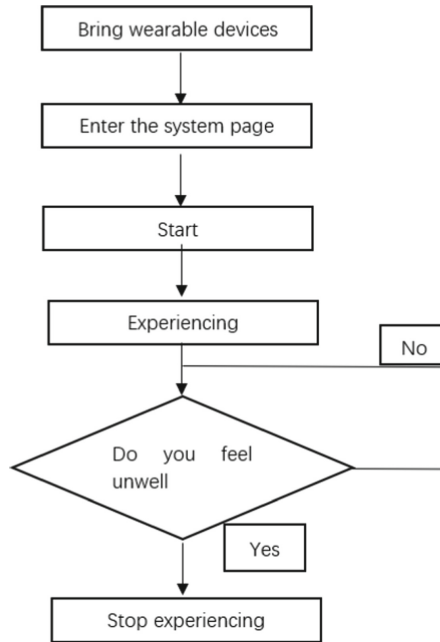 Bring wearable devices
Enter the system page
Start
Experiencing
No
Do you feel
unwell
Yes
Stop experiencing